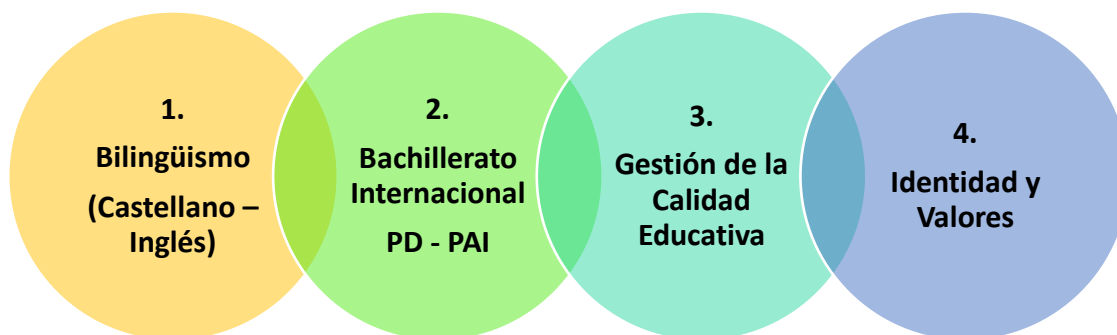 1.
Bilingüismo
(Castellano –
Inglés)
2.
Bachillerato
Internacional
PD - PAI
3.
Gestión de la
Calidad
Educativa
4.
Identidad y
Valores